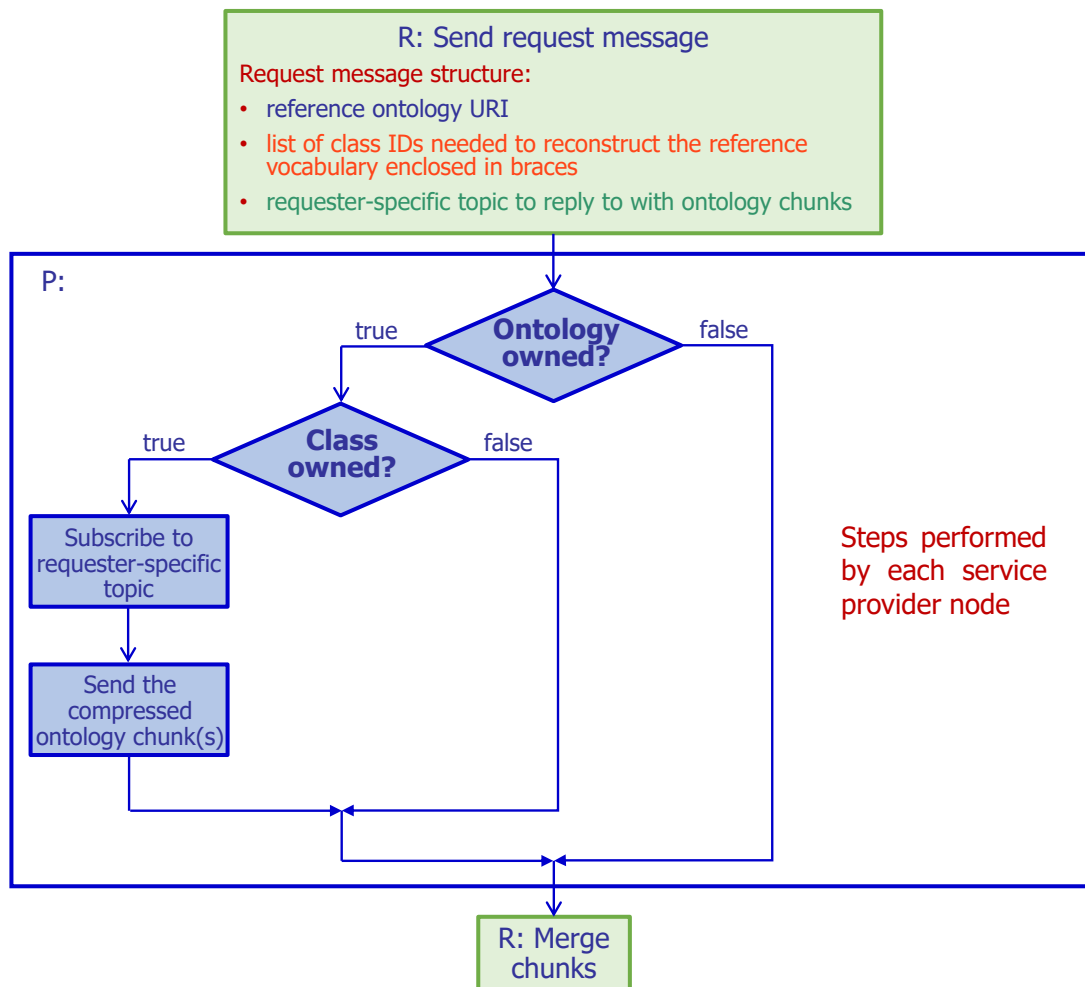 R: Send request message
Request message structure:
• reference ontology URI
• list of class IDs needed to reconstruct the reference
vocabulary enclosed in braces
• requester-specific topic to reply to with ontology chunks
P:
true
Ontology
owned?
false
true
Class
owned?
false
Subscribe to
requester-specific
topic
Steps performed
by each service
provider node
Send the
compressed
ontology chunk(s)
R: Merge
chunks